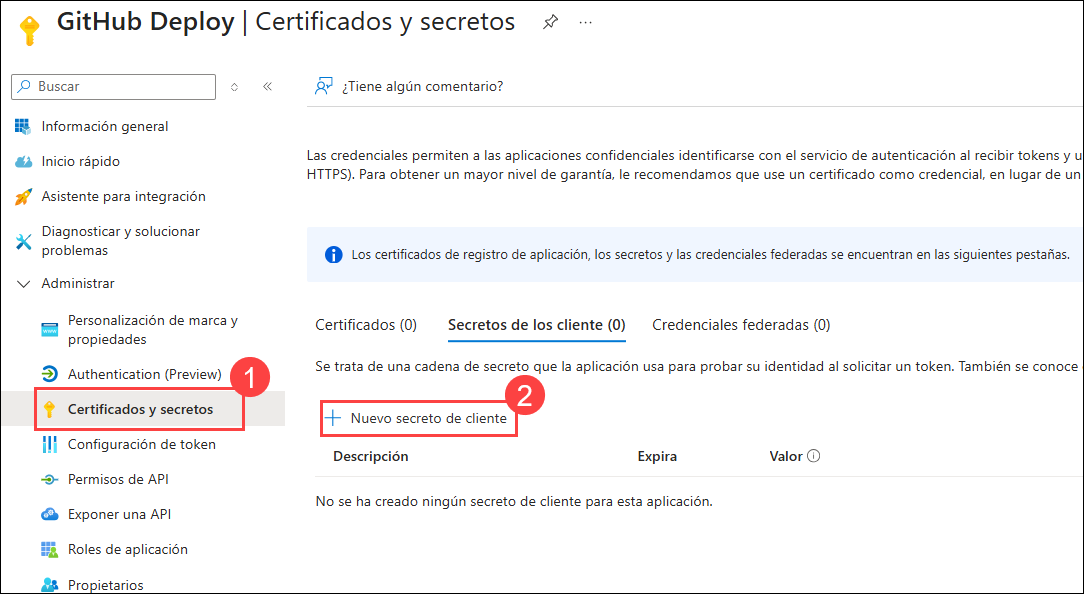 GitHub Deploy | Certificados y secretos
Buscar
¿Tiene algún comentario?
Información general
Inicio rápido
Asistente para integración
Diagnosticar y solucionar
problemas
Administrar
Personalización de marca y
propiedades
Authentication (Preview)
1
Certificados y secretos
Configuración de token
Permisos de API
Exponer una API
Roles de aplicación
Propietarios
Las credenciales permiten a las aplicaciones confidenciales identificarse con el servicio de autenticación al recibir tokens y u
HTTPS). Para obtener un mayor nivel de garantía, le recomendamos que use un certificado como credencial, en lugar de un
Los certificados de registro de aplicación, los secretos y las credenciales federadas se encuentran en las siguientes pestañas.
Certificados (0) Secretos de los cliente (0) Credenciales federadas (0)
Se trata de una cadena de secreto que la aplicación usa para probar su identidad al solicitar un token. También se conoce
2
Nuevo secreto de cliente
Descripción Expira Valor
No se ha creado ningún secreto de cliente para esta aplicación.